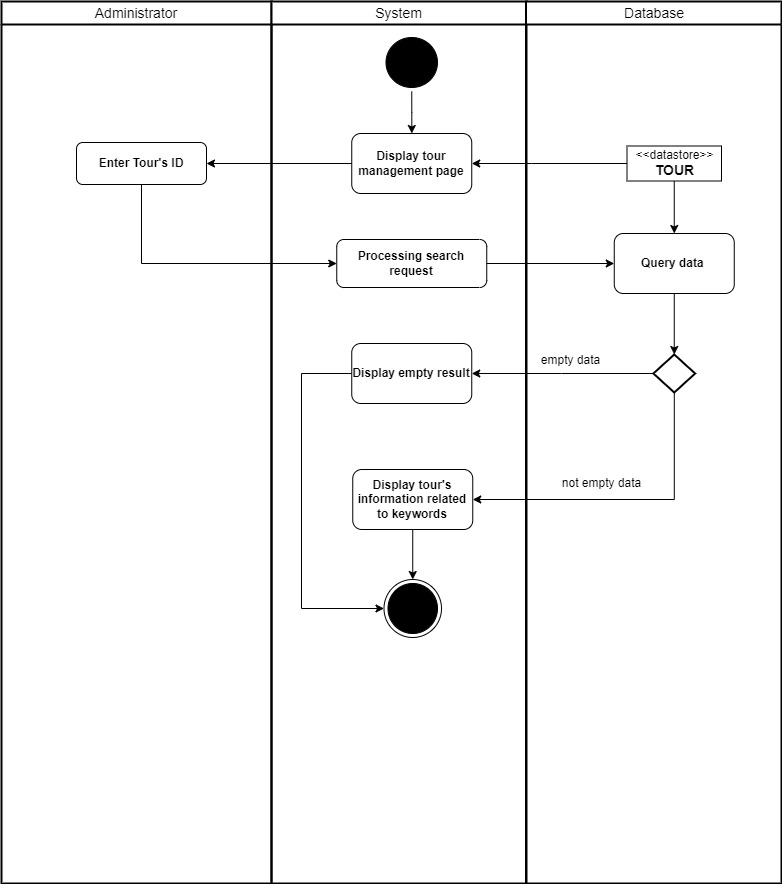 Administrator
System
Database
Enter Tour's ID
Display tour
management page
<<datastore>>
TOUR
Processing search
request
Query data
Display empty result
empty data
Display tour's
information related
to keywords
not empty data